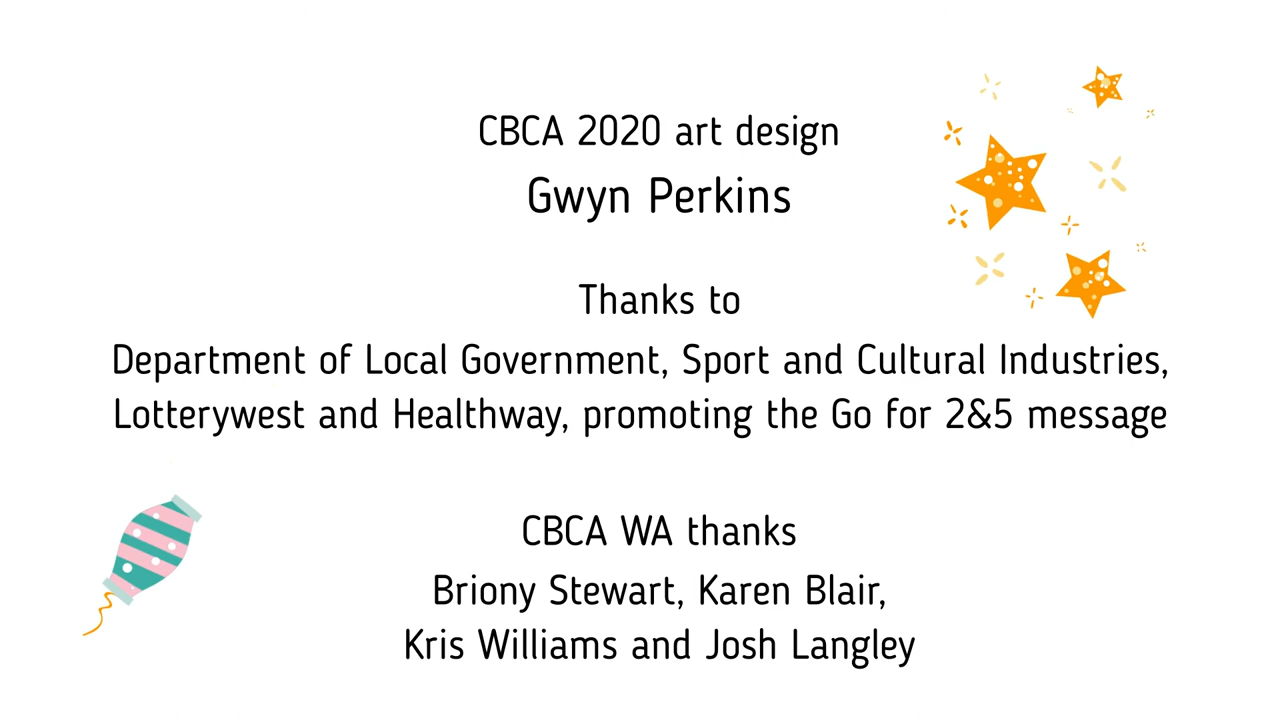 CBCA 2020 art design
Gwyn Perkins
Thanks to
Department of Local Government, Sport and Cultural Industries,
Lotterywest and Healthway, promoting the Go for 2&5 message
CBCA WA thanks
Briony Stewart, Karen Blair,
Kris Williams and Josh Langley